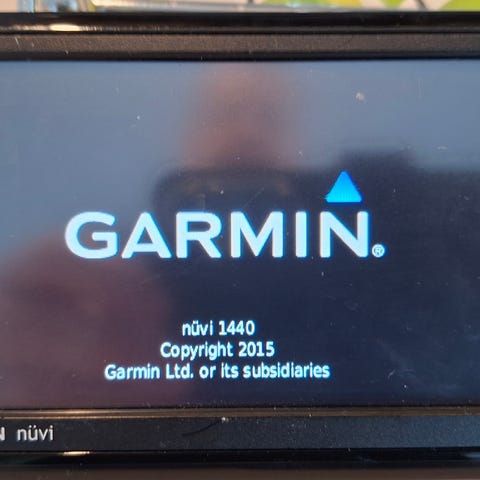 GARMIN®
nüvi 1440
Copyright 2015
Garmin Ltd. or its subsidiaries
nüvi